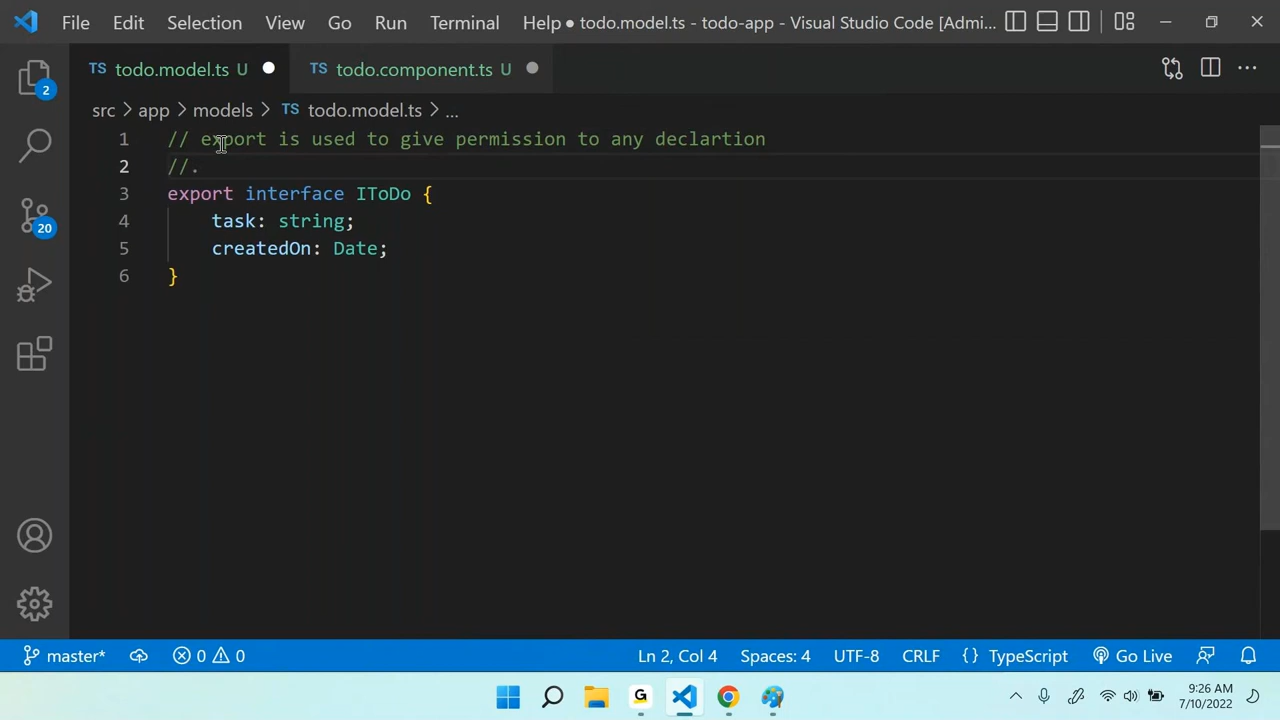 File Edit Selection View Go Run Terminal Help ● todo.model.ts - todo-app - Visual Studio Code [Admi...
TS todo.model.ts U ● TS todo.component.ts U ●
src > app > models > TS todo.model.ts > ...
1 // export is used to give permission to any declartion
2 //.
3 export interface IToDo {
4 task: string;
5 createdOn: Date;
6 }
2
20
master* 0 0 Ln 2, Col 4 Spaces: 4 UTF-8 CRLF {} TypeScript Go Live
G 9:26 AM
7/10/2022